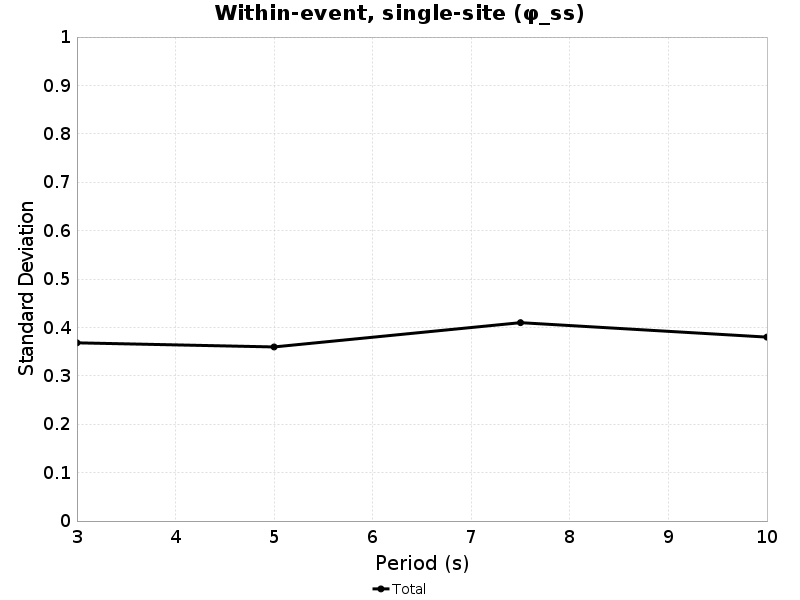 Within-event, single-site (φ_ss)
1
0.9
0.8
0.7
0.6
0.5
0.4
0.3
0.2
0.1
0
Standard Deviation
3 4 5 6 7 8 9 10
Period (s)
Total